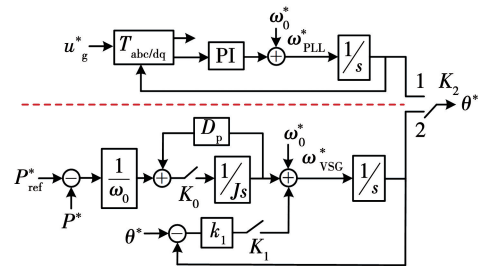 ω*0
u*g T abc/dq PI + ω*PLL 1/s 1 K2
θ*
2
Dp ω*0
P*ref − 1/ω0 + K0 1/Js + ω*VSG 1/s
P*
θ* − k1 K1